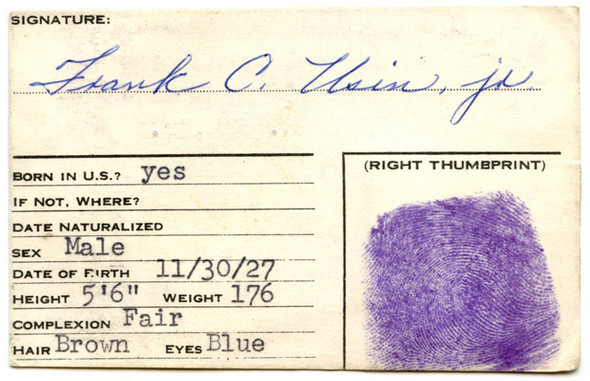 SIGNATURE:
Frank C. Usin, jr.
(RIGHT THUMBPRINT)
BORN IN U.S.? yes
IF NOT, WHERE?
DATE NATURALIZED
SEX Male
DATE OF BIRTH 11/30/27
HEIGHT 5'6" WEIGHT 176
COMPLEXION Fair
HAIR Brown EYES Blue